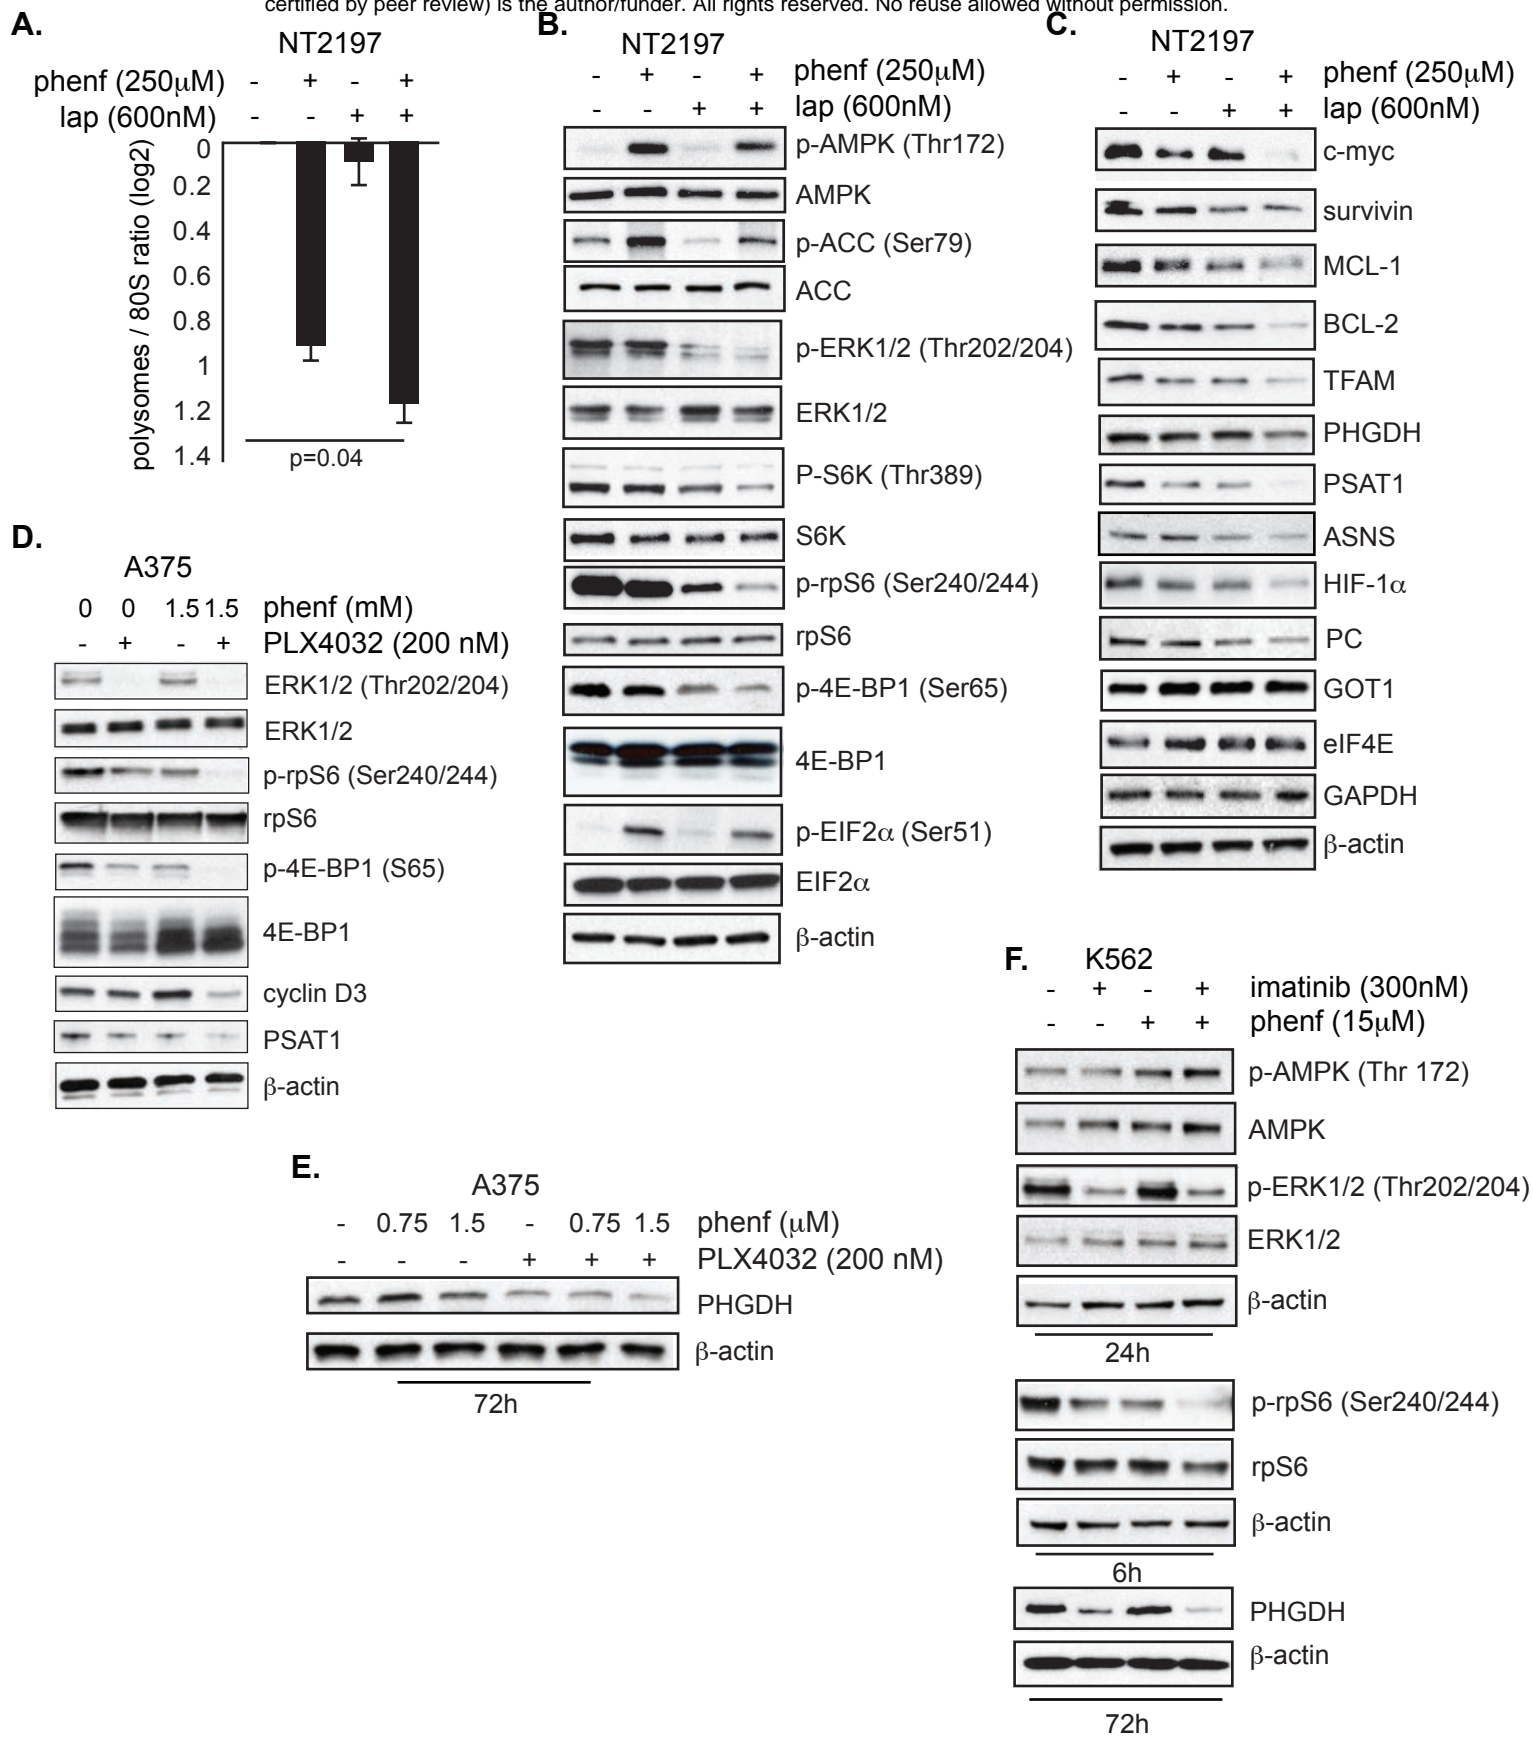 certified by peer review) is the author/funder. All rights reserved. No reuse allowed without permission.
A.
NT2197
phenf (250μM) - + - +
lap (600nM) - - + +
polysomes / 80S ratio (log2)
0
0.2
0.4
0.6
0.8
1
1.2
1.4
p=0.04
B.
NT2197
- + - + phenf (250μM)
- - + + lap (600nM)
p-AMPK (Thr172)
AMPK
p-ACC (Ser79)
ACC
p-ERK1/2 (Thr202/204)
ERK1/2
P-S6K (Thr389)
S6K
p-rpS6 (Ser240/244)
rpS6
p-4E-BP1 (Ser65)
4E-BP1
p-EIF2α (Ser51)
EIF2α
β-actin
C.
NT2197
- + - + phenf (250μM)
- - + + lap (600nM)
c-myc
survivin
MCL-1
BCL-2
TFAM
PHGDH
PSAT1
ASNS
HIF-1α
PC
GOT1
eIF4E
GAPDH
β-actin
D.
A375
0 0 1.5 1.5 phenf (mM)
- + - + PLX4032 (200 nM)
ERK1/2 (Thr202/204)
ERK1/2
p-rpS6 (Ser240/244)
rpS6
p-4E-BP1 (S65)
4E-BP1
cyclin D3
PSAT1
β-actin
E.
A375
- 0.75 1.5 - 0.75 1.5 phenf (μM)
- - - + + + PLX4032 (200 nM)
PHGDH
β-actin
72h
F.
K562
- + - + imatinib (300nM)
- - + + phenf (15μM)
p-AMPK (Thr 172)
AMPK
p-ERK1/2 (Thr202/204)
ERK1/2
β-actin
24h
p-rpS6 (Ser240/244)
rpS6
β-actin
6h
PHGDH
β-actin
72h